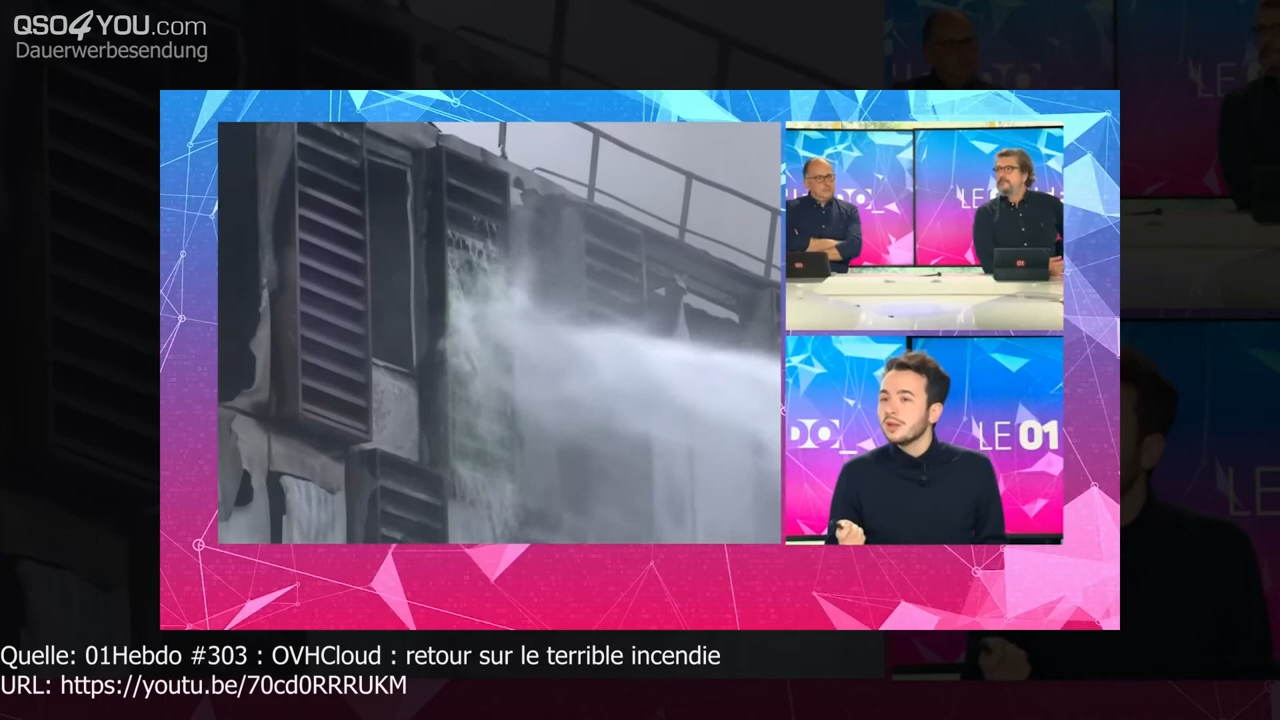 QSO4YOU.com
Dauerwerbesendung
LE
LE 01
Quelle: 01Hebdo #303 : OVHCloud : retour sur le terrible incendie
URL: https://youtu.be/70cd0RRRUKM